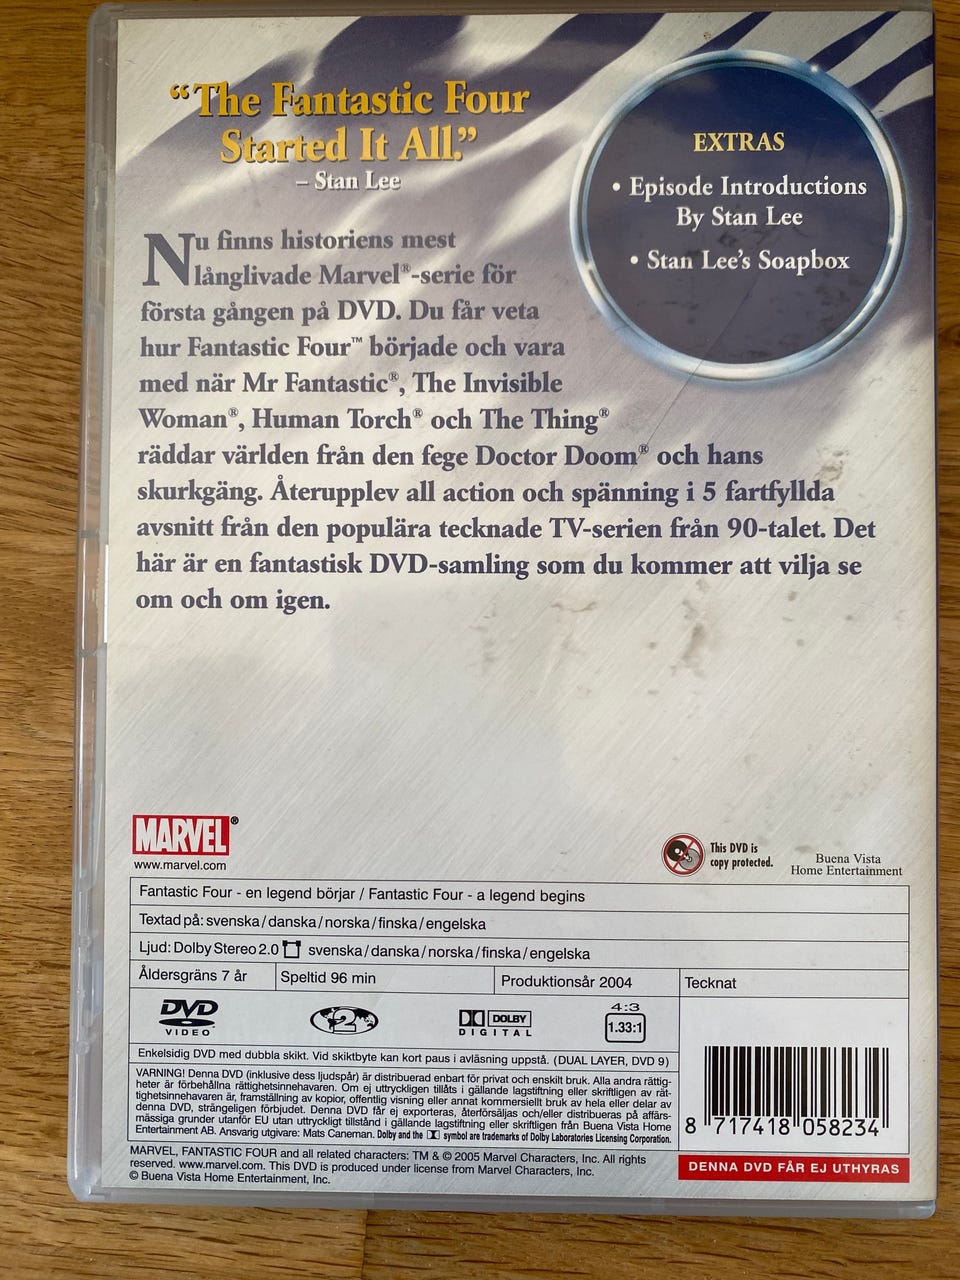 “The Fantastic Four
Started It All.”
– Stan Lee
EXTRAS
• Episode Introductions
By Stan Lee
• Stan Lee's Soapbox
Nu finns historiens mest
långlivade Marvel®-serie för
första gången på DVD. Du får veta
hur Fantastic Four™ började och vara
med när Mr Fantastic®, The Invisible
Woman®, Human Torch® och The Thing®
räddar världen från den fege Doctor Doom® och hans
skurkgäng. Återupplev all action och spänning i 5 fartfyllda
avsnitt från den populära tecknade TV-serien från 90-talet. Det
här är en fantastisk DVD-samling som du kommer att vilja se
om och om igen.
MARVEL®
www.marvel.com
This DVD is
copy protected.
Buena Vista
Home Entertainment
Fantastic Four - en legend börjar / Fantastic Four - a legend begins
Textad på: svenska/danska/norska/finska/engelska
Ljud: Dolby Stereo 2.0 svenska/danska/norska/finska/engelska
Åldersgräns 7 år
Speltid 96 min
Produktionsår 2004
Tecknat
DVD
VIDEO
2
DOLBY
DIGITAL
4:3
1.33:1
Enkelsidig DVD med dubbla skikt. Vid skiktbyte kan kort paus i avläsning uppstå. (DUAL LAYER, DVD 9)
VARNING! Denna DVD (inklusive dess ljudspår) är distribuerad enbart för privat och enskilt bruk. Alla andra rättig-
heter är förbehållna rättighetsinnehavaren. Om ej uttryckligen tillåts i gällande lagstiftning eller skriftligen av rät-
tighetsinnehavaren är, framställning av kopior, offentlig visning eller annat kommersiellt bruk av hela eller delar av
denna DVD, strängeligen förbjudet. Denna DVD får ej exporteras, återförsäljas och/eller distribueras på affärs-
mässiga grunder utanför EU utan uttryckligt tillstånd i gällande lagstiftning eller skriftligen från Buena Vista Home
Entertainment AB. Ansvarig utgivare: Mats Caneman. Dolby and the symbol are trademarks of Dolby Laboratories Licensing Corporation.
8 717418 058234
MARVEL, FANTASTIC FOUR and all related characters: TM & © 2005 Marvel Characters, Inc. All rights
reserved. www.marvel.com. This DVD is produced under license from Marvel Characters, Inc.
© Buena Vista Home Entertainment, Inc.
DENNA DVD FÅR EJ UTHYRAS